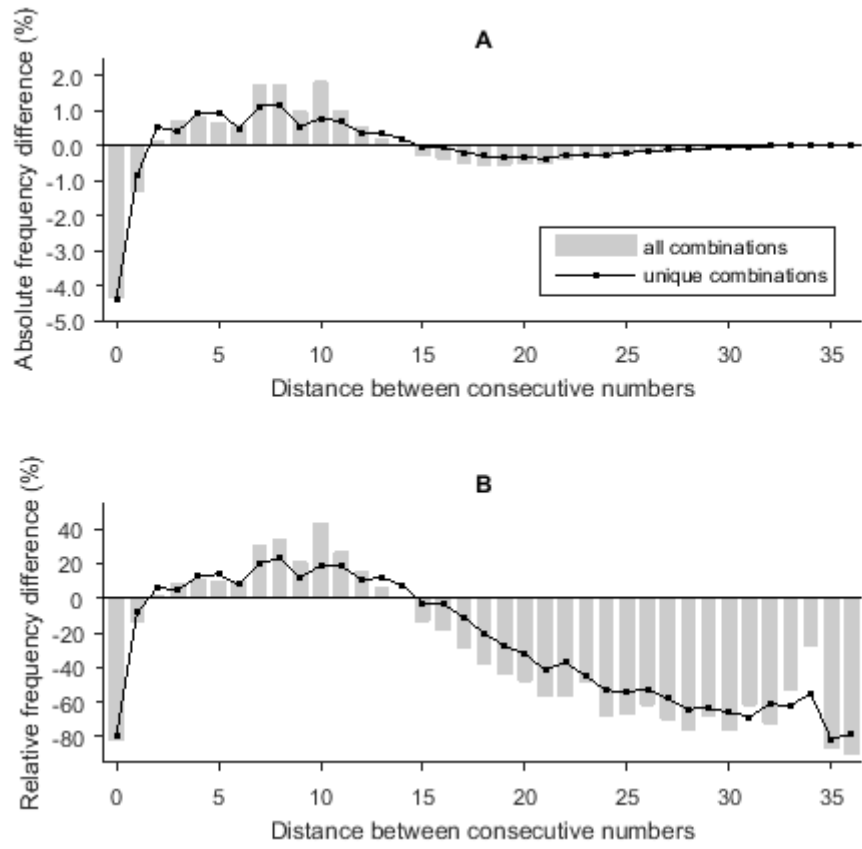 A
Absolute frequency difference (%)
2.0
1.0
0.0
-1.0
-2.0
-3.0
-4.0
-5.0
all combinations
unique combinations
0 5 10 15 20 25 30 35
Distance between consecutive numbers
B
Relative frequency difference (%)
40
20
0
-20
-40
-60
-80
0 5 10 15 20 25 30 35
Distance between consecutive numbers